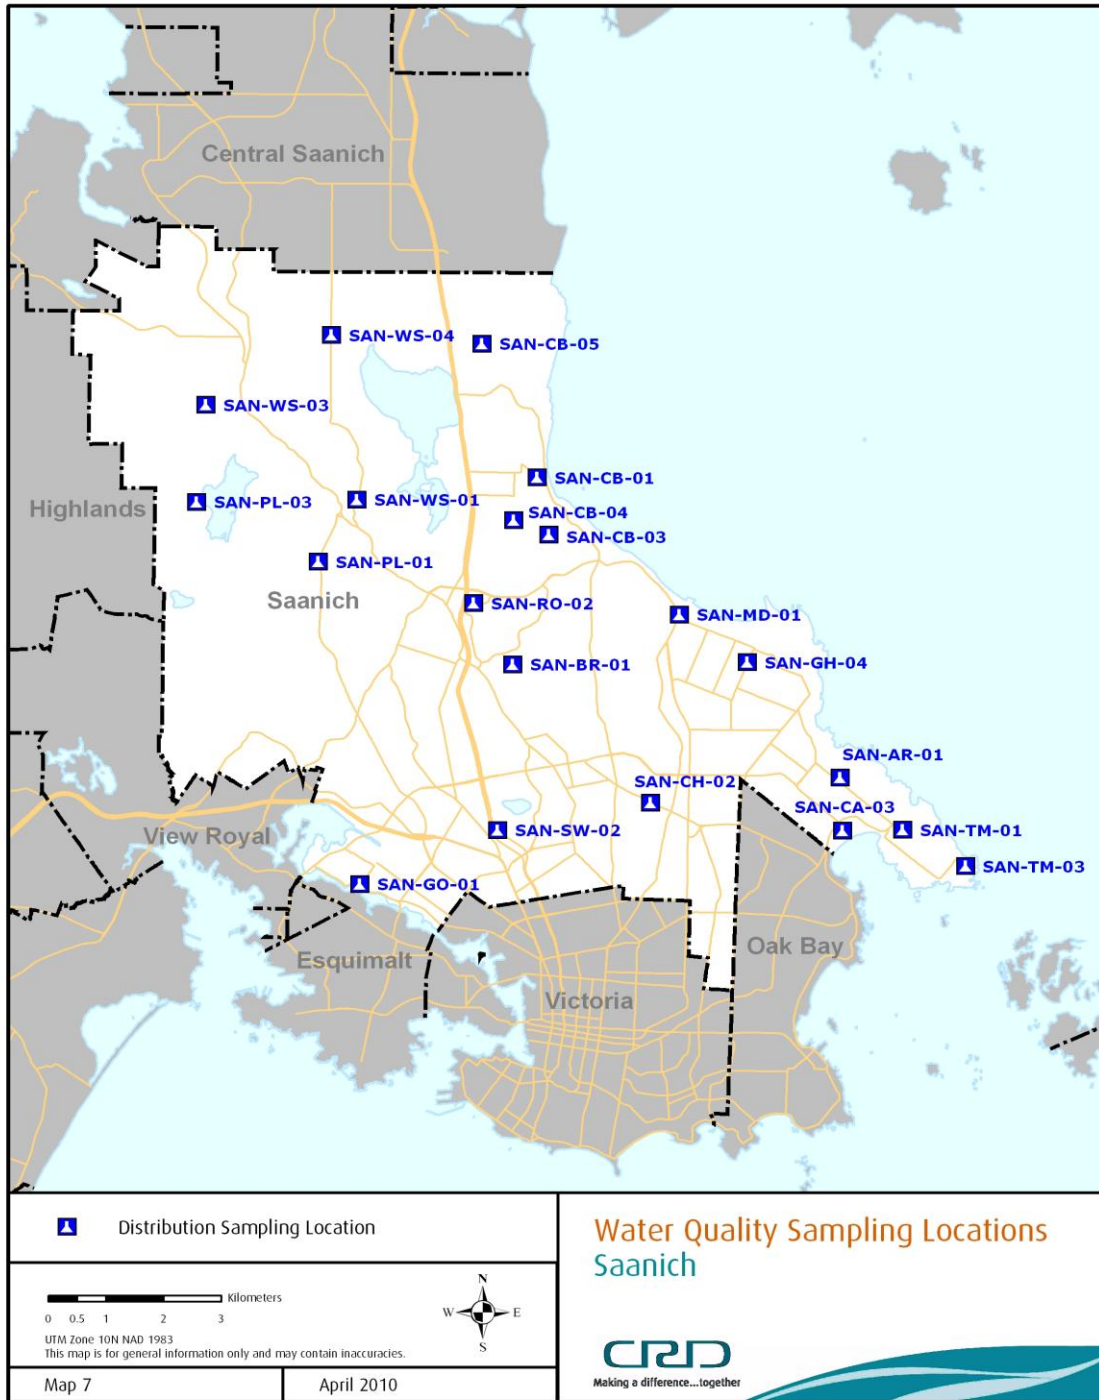 Central Saanich
SAN-WS-04
SAN-CB-05
SAN-WS-03
SAN-CB-01
SAN-PL-03
SAN-WS-01
Highlands
SAN-CB-04
SAN-CB-03
SAN-PL-01
Saanich
SAN-RO-02
SAN-MD-01
SAN-BR-01
SAN-GH-04
SAN-AR-01
SAN-CH-02
SAN-CA-03
View Royal
SAN-SW-02
SAN-TM-01
SAN-TM-03
SAN-GO-01
Oak Bay
Esquimalt
Victoria
Distribution Sampling Location
Kilometers
0 0.5 1 2 3
UTM Zone 10N NAD 1983
This map is for general information only and may contain inaccuracies.
N
W E
S
Map 7
April 2010
Water Quality Sampling Locations
Saanich
CRD
Making a difference...together